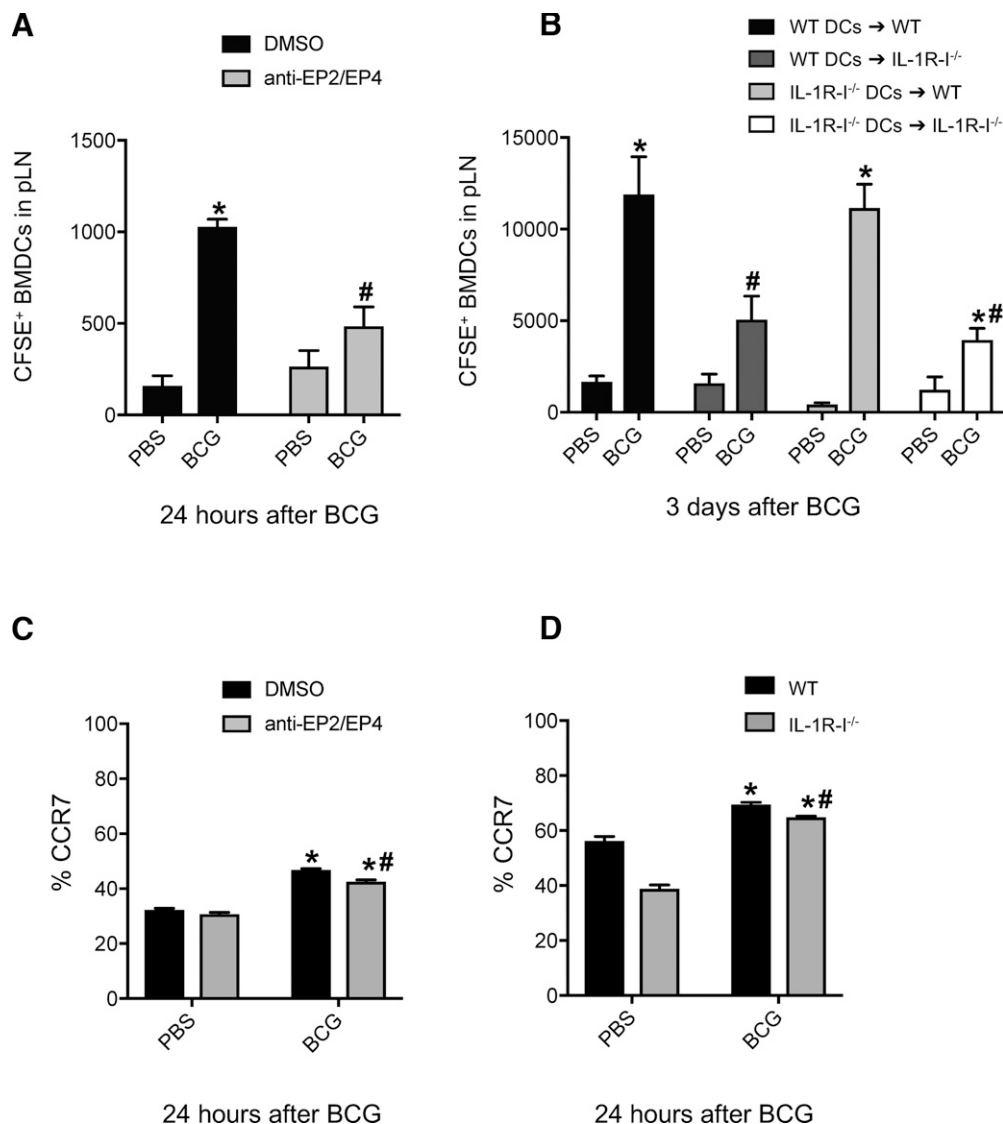 A
DMSO
anti-EP2/EP4
CFSE⁺ BMDCs in pLN
1500
1000
500
0
PBS
BCG
PBS
BCG
24 hours after BCG
B
WT DCs ➔ WT
WT DCs ➔ IL-1R-I⁻/⁻
IL-1R-I⁻/⁻ DCs ➔ WT
IL-1R-I⁻/⁻ DCs ➔ IL-1R-I⁻/⁻
CFSE⁺ BMDCs in pLN
15000
10000
5000
0
*
#
*
#
*
*#
PBS
BCG
PBS
BCG
PBS
BCG
PBS
BCG
3 days after BCG
C
DMSO
anti-EP2/EP4
% CCR7
100
80
60
40
20
0
*
*#
PBS
BCG
24 hours after BCG
D
WT
IL-1R-I⁻/⁻
% CCR7
100
80
60
40
20
0
*
*#
PBS
BCG
24 hours after BCG